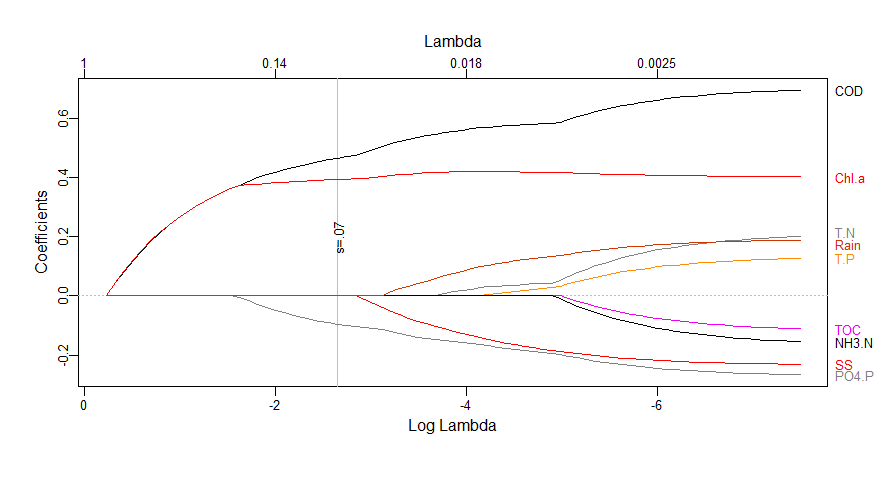 Lambda
1 0.14 0.018 0.0025
Coefficients
0.6
0.4
0.2
0.0
-0.2
s=.07
COD
Chl.a
T.N
Rain
T.P
TOC
NH3.N
SS
PO4.P
0 -2 -4 -6
Log Lambda